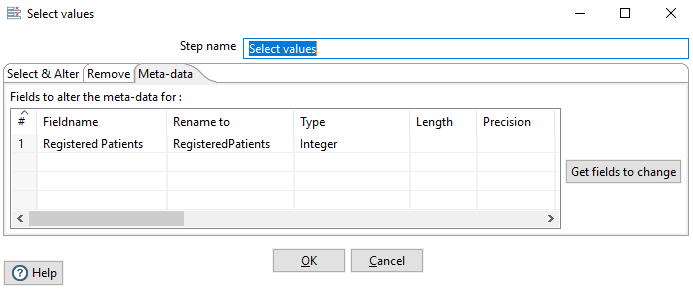 Select values
Step name Select values
Select & Alter Remove Meta-data
Fields to alter the meta-data for :
# Fieldname Rename to Type Length Precision
1 Registered Patients RegisteredPatients Integer
Get fields to change
OK Cancel
Help